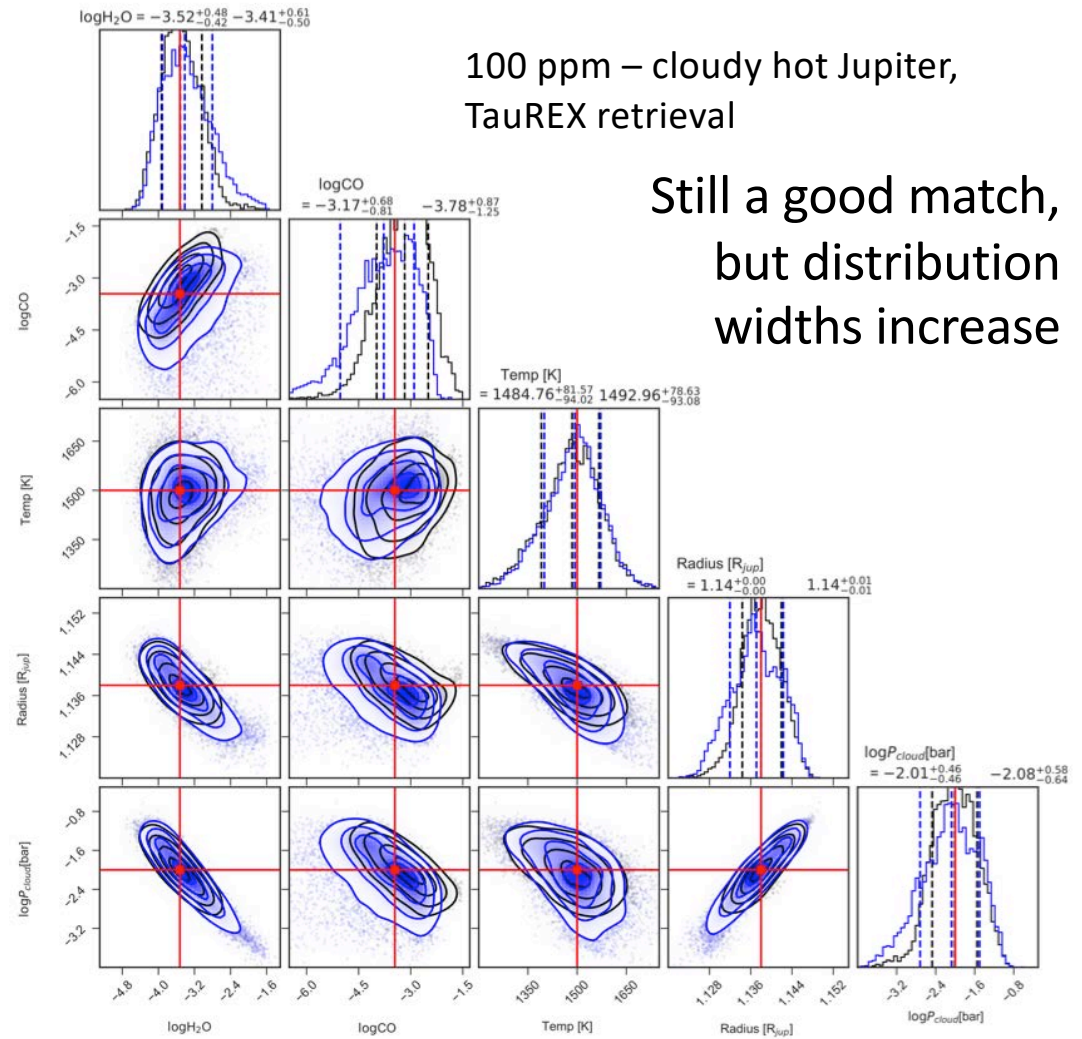 logH₂O = −3.52+0.48−0.42 −3.41+0.61−0.50
100 ppm – cloudy hot Jupiter,
TauREX retrieval
Still a good match,
but distribution
widths increase
logCO
= −3.17+0.68−0.81 −3.78+0.87−1.25
Temp [K]
= 1484.76+81.57−94.02 1492.96+78.63−93.08
Radius [Rjup]
= 1.14+0.00−0.00 1.14+0.01−0.01
logPcloud[bar]
= −2.01+0.46−0.46 −2.08+0.58−0.64
logCO
−1.5
−3.0
−4.5
−6.0
Temp [K]
1650
1500
1350
Radius [Rjup]
1.152
1.144
1.136
1.128
logPcloud[bar]
−0.8
−1.6
−2.4
−3.2
−4.8 −4.0 −3.2 −2.4 −1.6
logH₂O
−6.0 −4.5 −3.0 −1.5
logCO
1350 1500 1650
Temp [K]
1.128 1.136 1.144 1.152
Radius [Rjup]
−3.2 −2.4 −1.6 −0.8
logPcloud[bar]